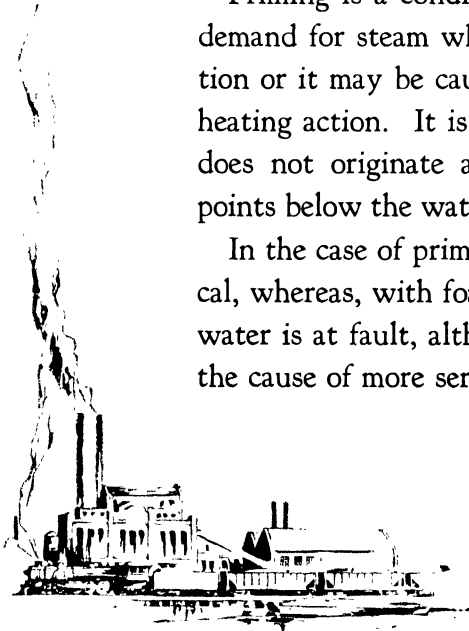 Priming is a condi
demand for steam wh
tion or it may be cau
heating action. It is
does not originate a
points below the wat
In the case of prim
cal, whereas, with fo
water is at fault, alth
the cause of more ser